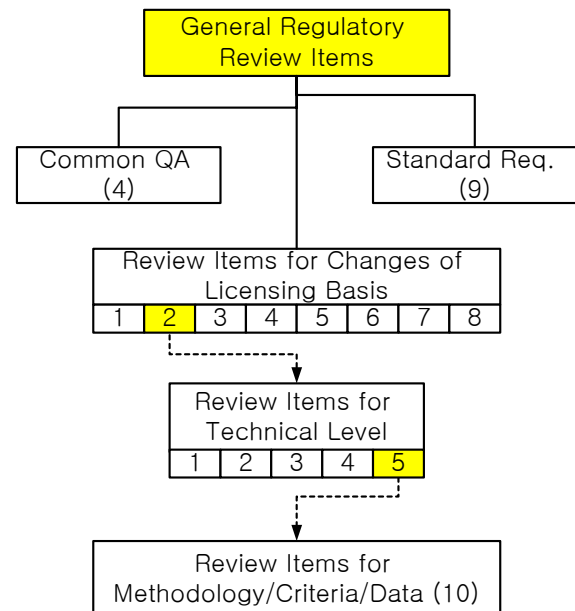 General Regulatory
Review Items
Common QA
(4)
Standard Req.
(9)
Review Items for Changes of
Licensing Basis
1 2 3 4 5 6 7 8
Review Items for
Technical Level
1 2 3 4 5
Review Items for
Methodology/Criteria/Data (10)